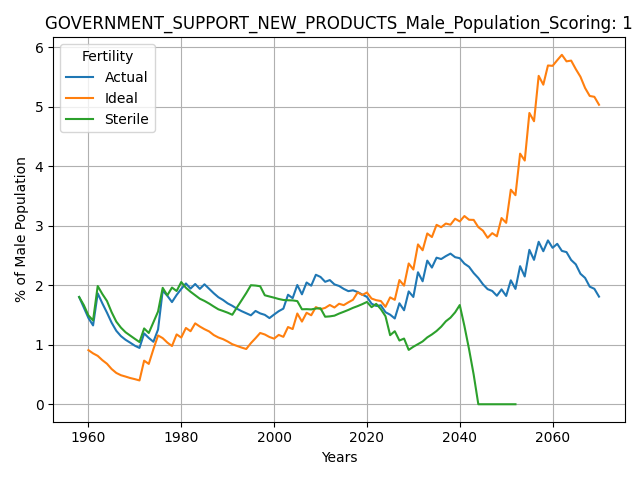 GOVERNMENT_SUPPORT_NEW_PRODUCTS_Male_Population_Scoring: 1
Fertility
Actual
Ideal
Sterile
% of Male Population
6
5
4
3
2
1
0
1960 1980 2000 2020 2040 2060
Years